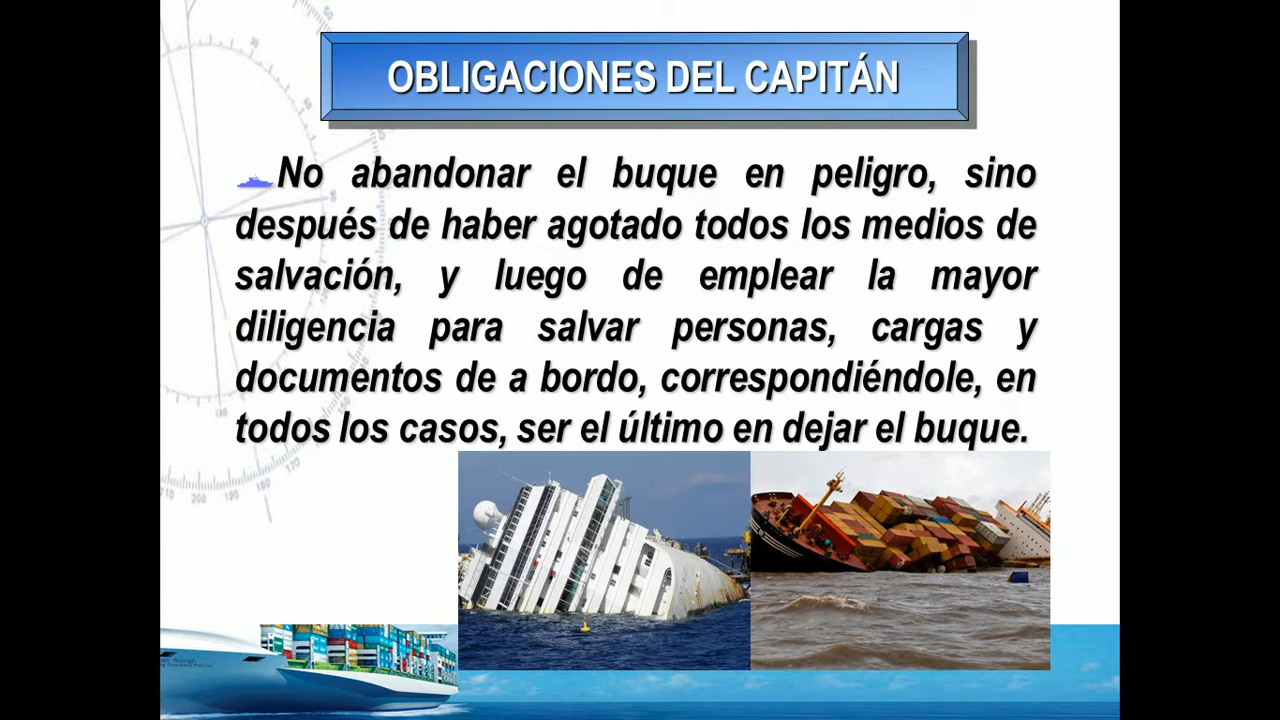 OBLIGACIONES DEL CAPITÁN
No abandonar el buque en peligro, sino
después de haber agotado todos los medios de
salvación, y luego de emplear la mayor
diligencia para salvar personas, cargas y
documentos de a bordo, correspondiéndole, en
todos los casos, ser el último en dejar el buque.